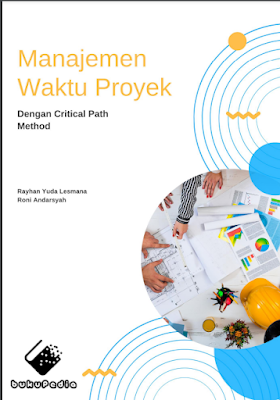 Manajemen
Waktu Proyek
Dengan Critical Path
Method
Rayhan Yuda Lesmana
Roni Andarsyah
bukupedia